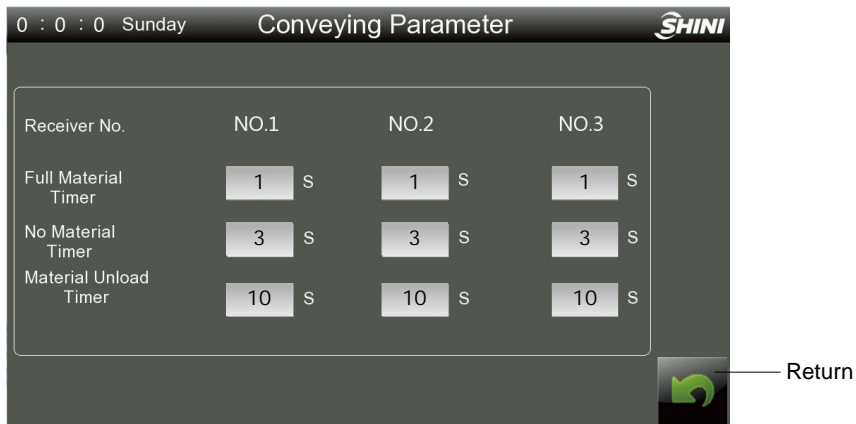 0 : 0 : 0 Sunday Conveying Parameter SHINI
Receiver No. NO.1 NO.2 NO.3
Full Material
Timer
1 S 1 S 1 S
No Material
Timer
3 S 3 S 3 S
Material Unload
Timer
10 S 10 S 10 S
Return